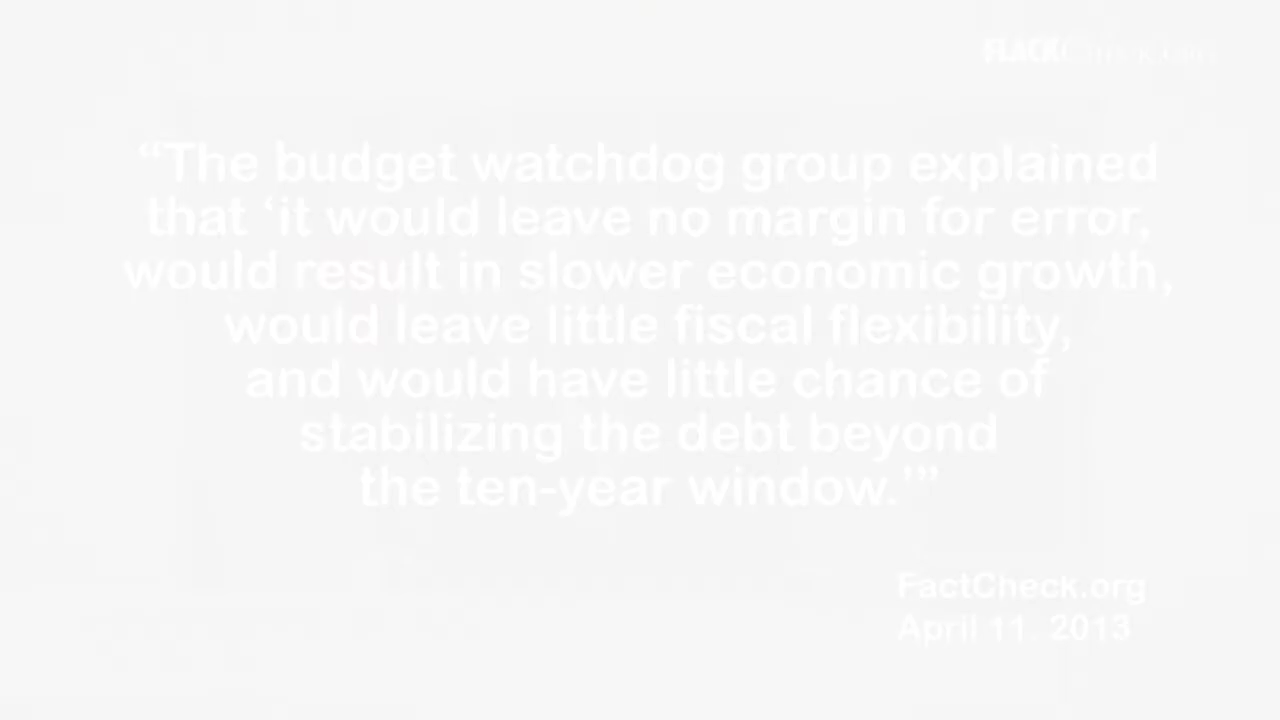 FLACKCHECK.ORG
“The budget watchdog group explained
that ‘it would leave no margin for error,
would result in slower economic growth,
would leave little fiscal flexibility,
and would have little chance of
stabilizing the debt beyond
the ten-year window.’”
FactCheck.org
April 11, 2013